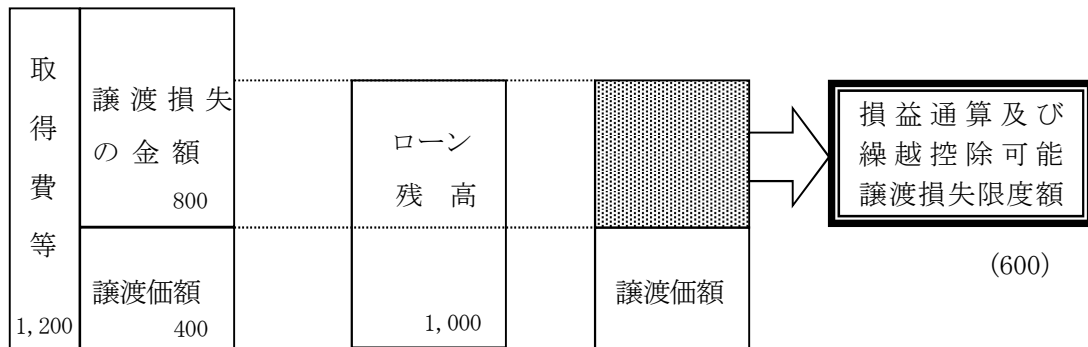 取得費等
1,200
譲渡損失
の金額
800
譲渡価額
400
ローン
残高
1,000
譲渡価額
損益通算及び
繰越控除可能
譲渡損失限度額
(600)